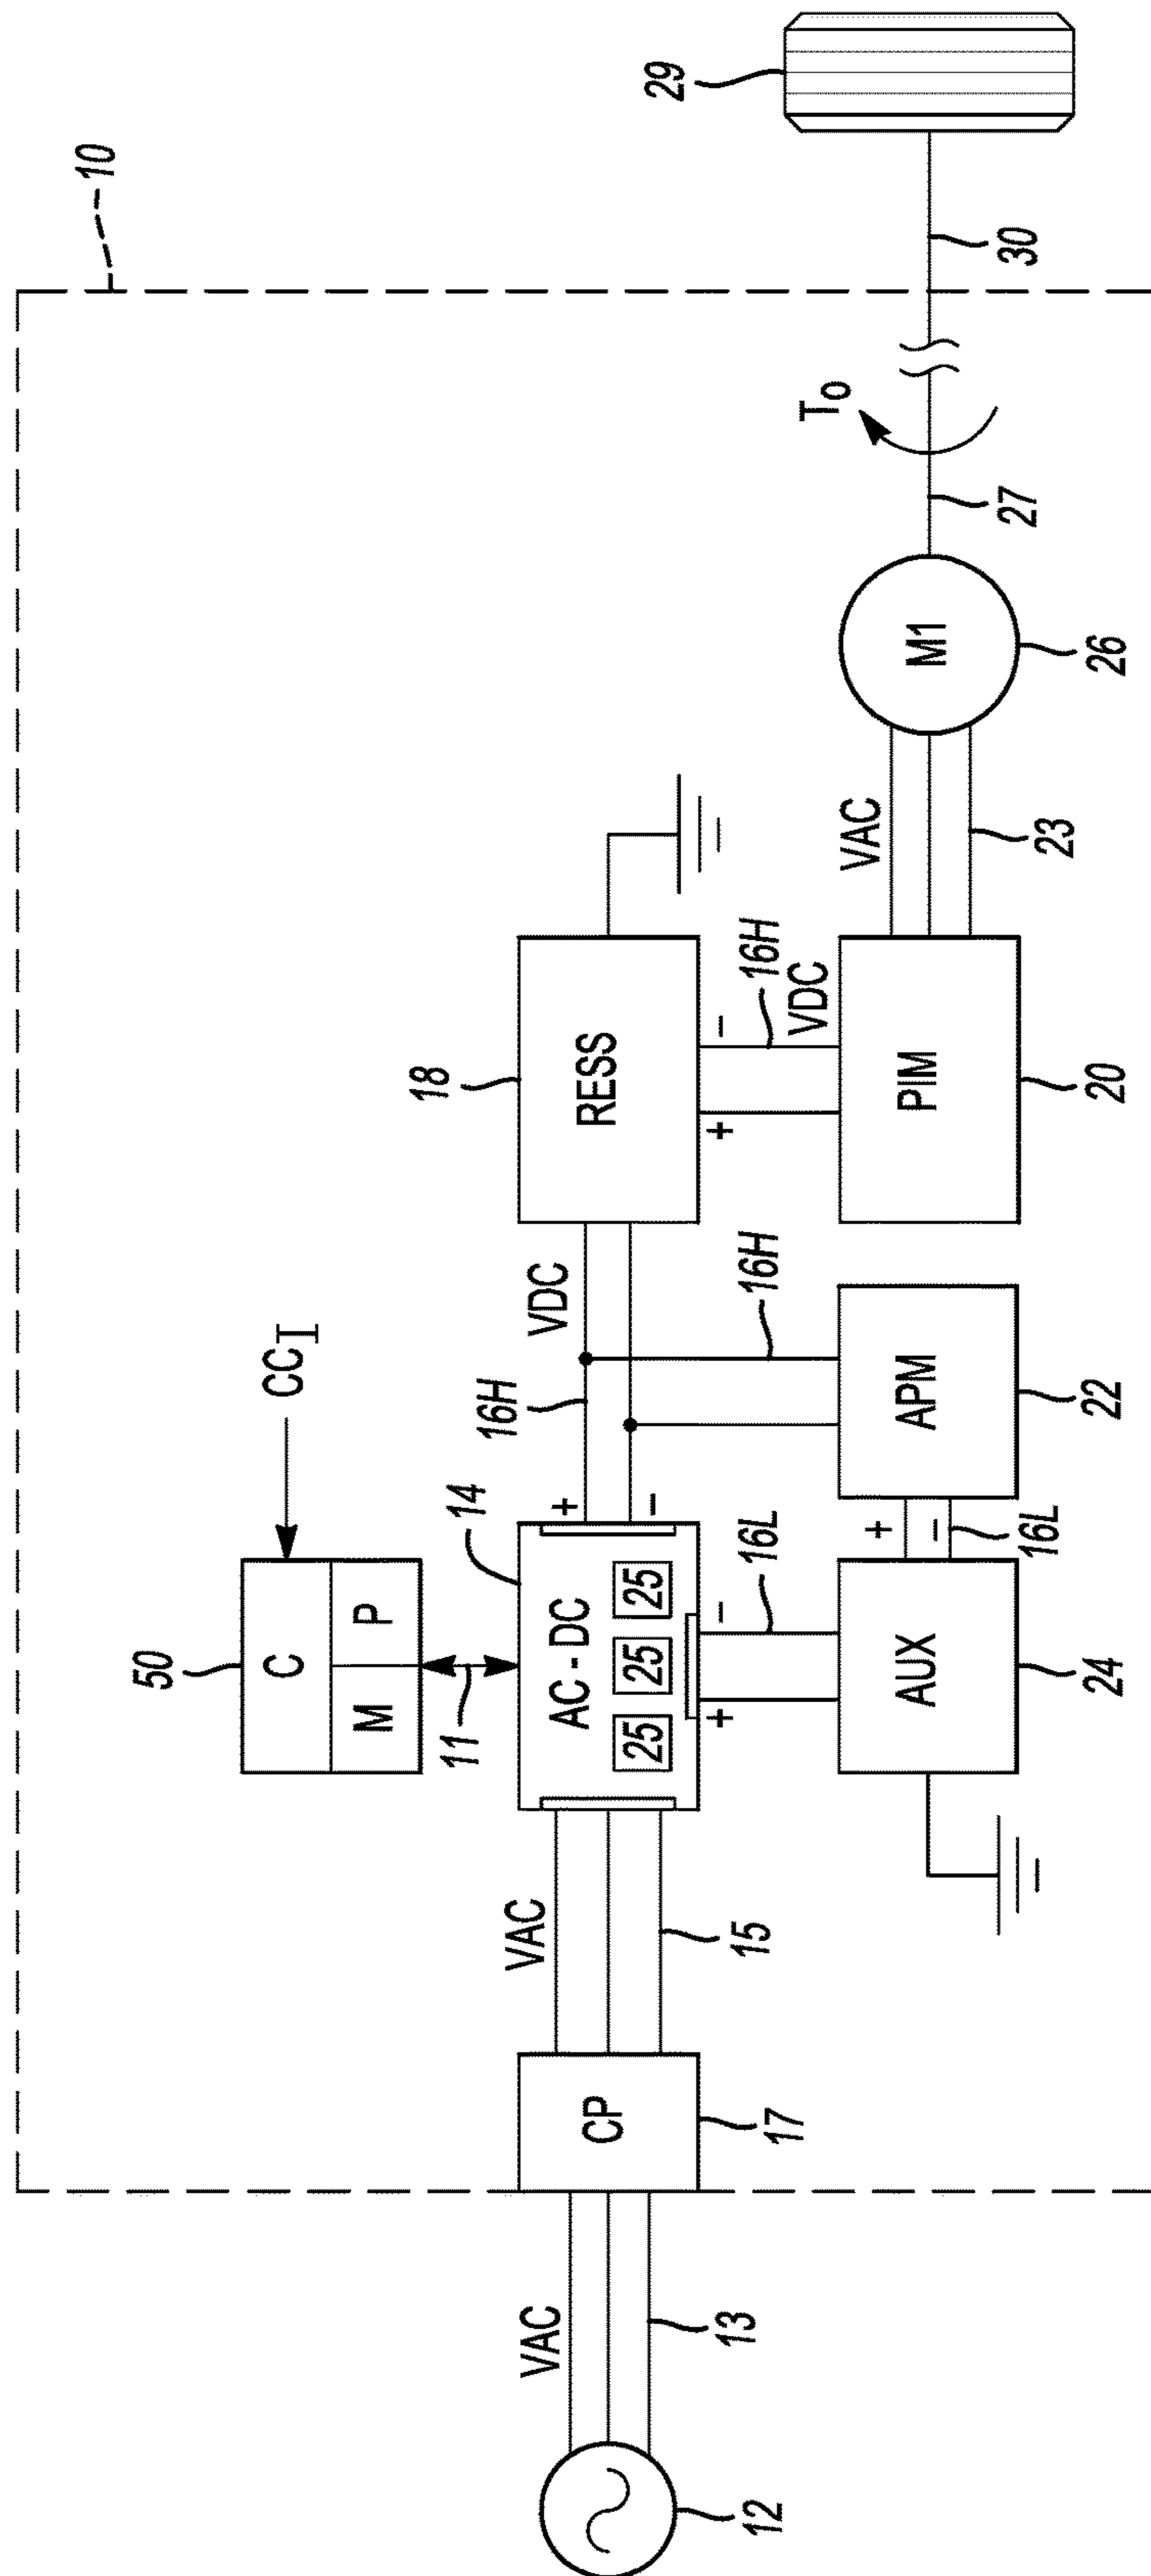 10
50
C
M
P
CC_I
11
14
AC - DC
25
25
25
+
-
+
-
16H
VDC
18
RESS
+
-
16H
VDC
16H
16L
VAC
15
CP
17
VAC
13
12
AUX
24
+
-
16L
APM
22
PIM
20
VAC
23
M1
26
27
T_O
30
29